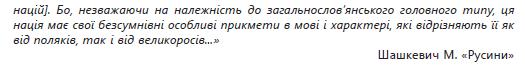 націй]. Бо, незважаючи на належність до загальнослов'янського головного типу, ця
нація має свої безсумнівні особливі прикмети в мові і характері, які відрізняють її як
від поляків, так і від великоросів...»
Шашкевич М. «Русини»